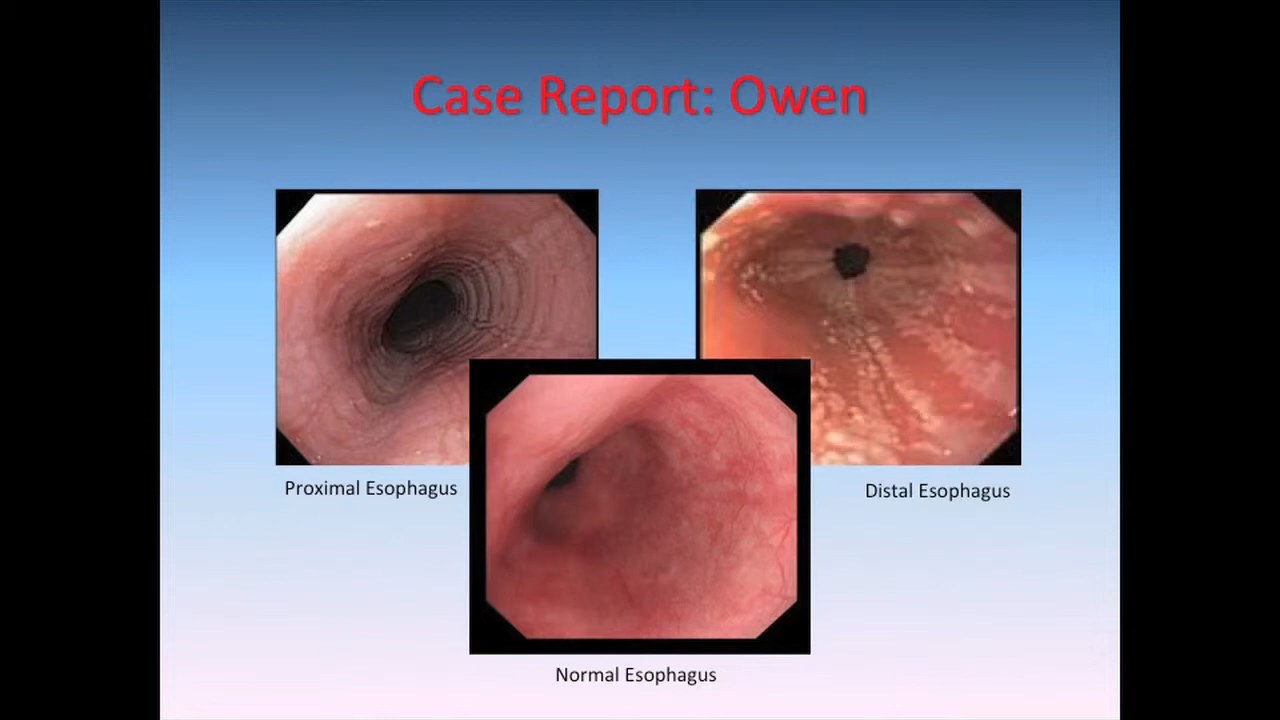 Case Report: Owen
Proximal Esophagus
Distal Esophagus
Normal Esophagus